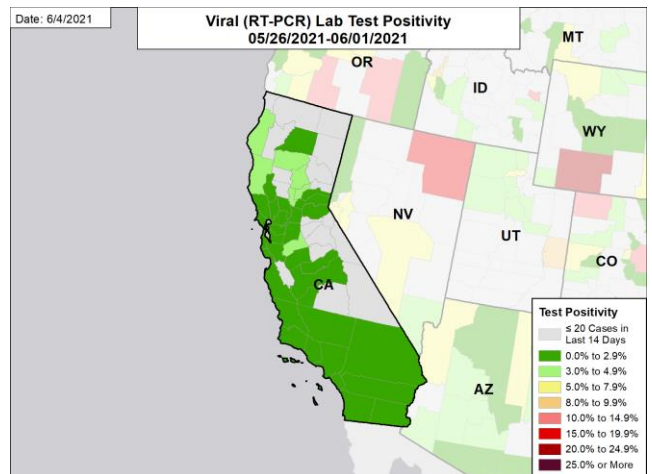 Date: 6/4/2021
Viral (RT-PCR) Lab Test Positivity
05/26/2021-06/01/2021
OR
ID
MT
WY
NV
UT
CO
CA
AZ
Test Positivity
≤ 20 Cases in
Last 14 Days
0.0% to 2.9%
3.0% to 4.9%
5.0% to 7.9%
8.0% to 9.9%
10.0% to 14.9%
15.0% to 19.9%
20.0% to 24.9%
25.0% or More